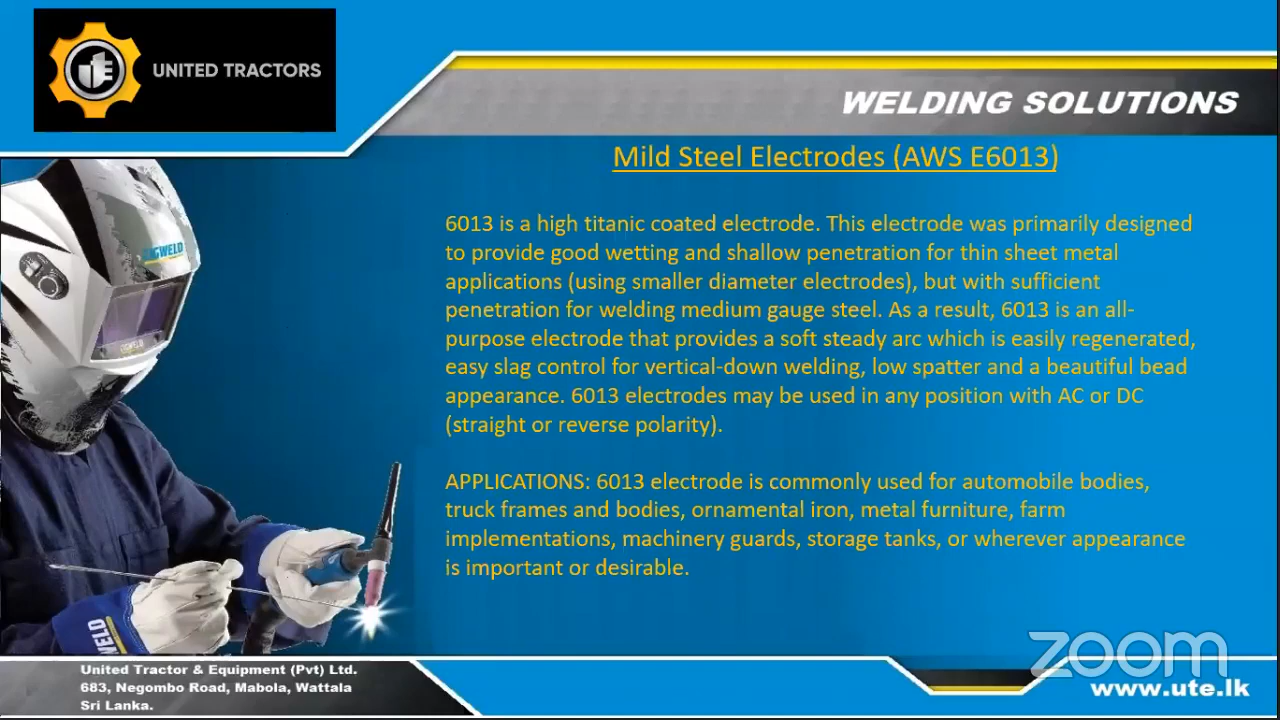 UNITED TRACTORS
WELDING SOLUTIONS
Mild Steel Electrodes (AWS E6013)
6013 is a high titanic coated electrode. This electrode was primarily designed
to provide good wetting and shallow penetration for thin sheet metal
applications (using smaller diameter electrodes), but with sufficient
penetration for welding medium gauge steel. As a result, 6013 is an all-
purpose electrode that provides a soft steady arc which is easily regenerated,
easy slag control for vertical-down welding, low spatter and a beautiful bead
appearance. 6013 electrodes may be used in any position with AC or DC
(straight or reverse polarity).
APPLICATIONS: 6013 electrode is commonly used for automobile bodies,
truck frames and bodies, ornamental iron, metal furniture, farm
implementations, machinery guards, storage tanks, or wherever appearance
is important or desirable.
zoom
United Tractor & Equipment (Pvt) Ltd.
683, Negombo Road, Mabola, Wattala
Sri Lanka.
www.ute.lk